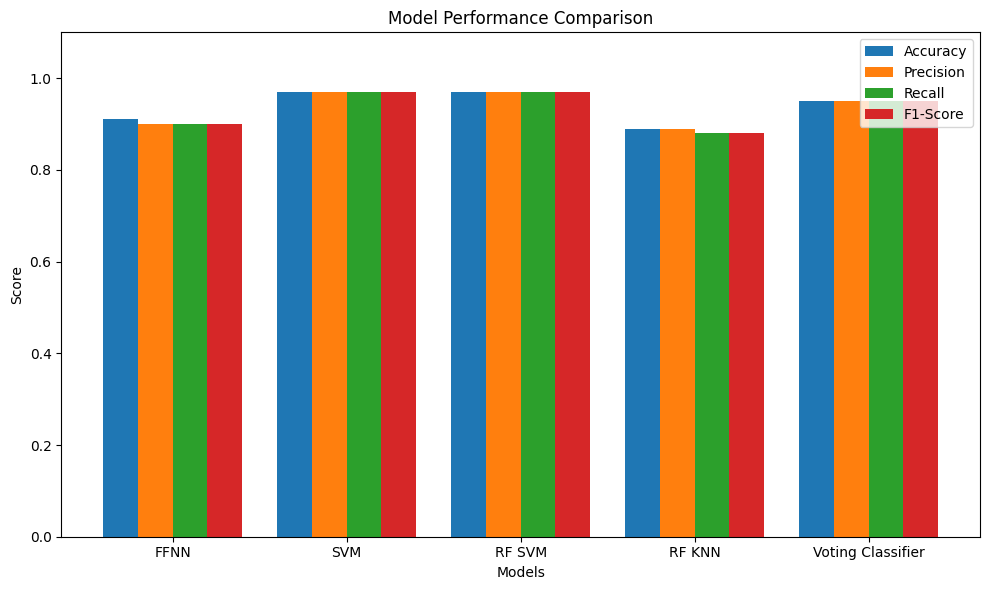 Model Performance Comparison
Accuracy
Precision
Recall
F1-Score
Score
1.0
0.8
0.6
0.4
0.2
0.0
FFNN
SVM
RF SVM
RF KNN
Voting Classifier
Models